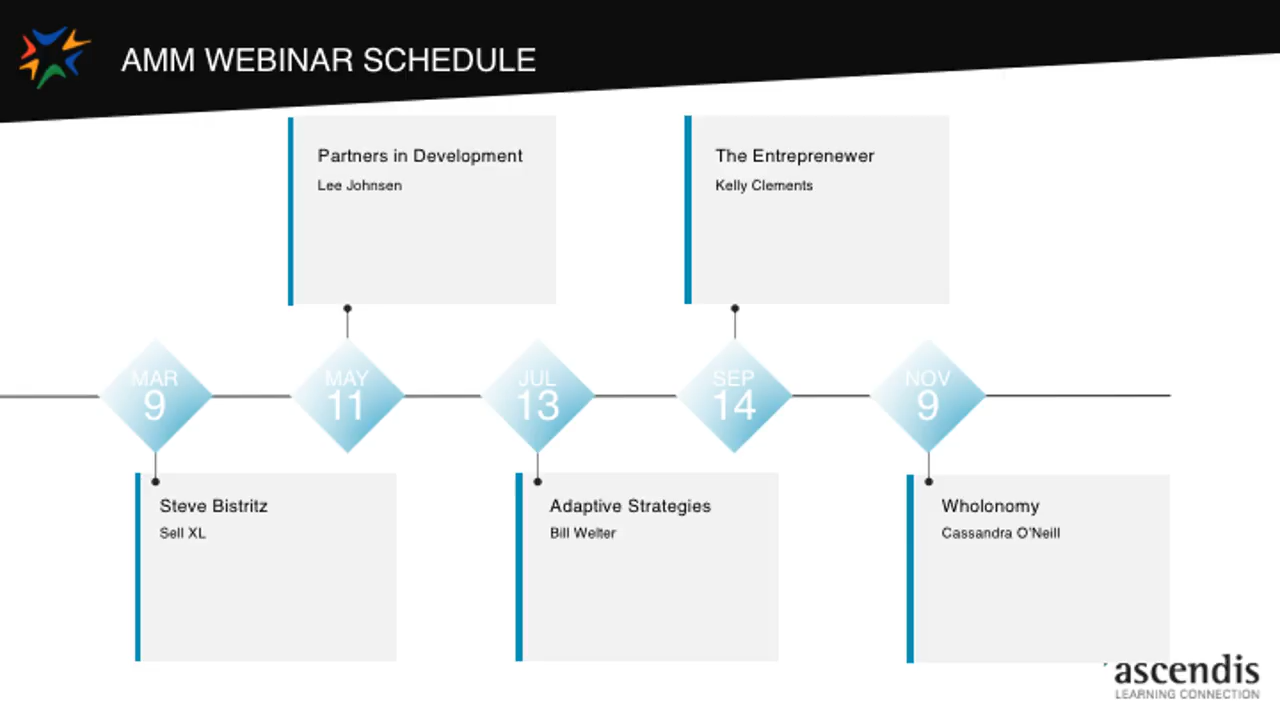 AMM WEBINAR SCHEDULE
Partners in Development
Lee Johnsen
The Entreprenewer
Kelly Clements
MAR
9
MAY
11
JUL
13
SEP
14
NOV
9
Steve Bistritz
Sell XL
Adaptive Strategies
Bill Welter
Wholonomy
Cassandra O'Neill
ascendis
LEARNING CONNECTION